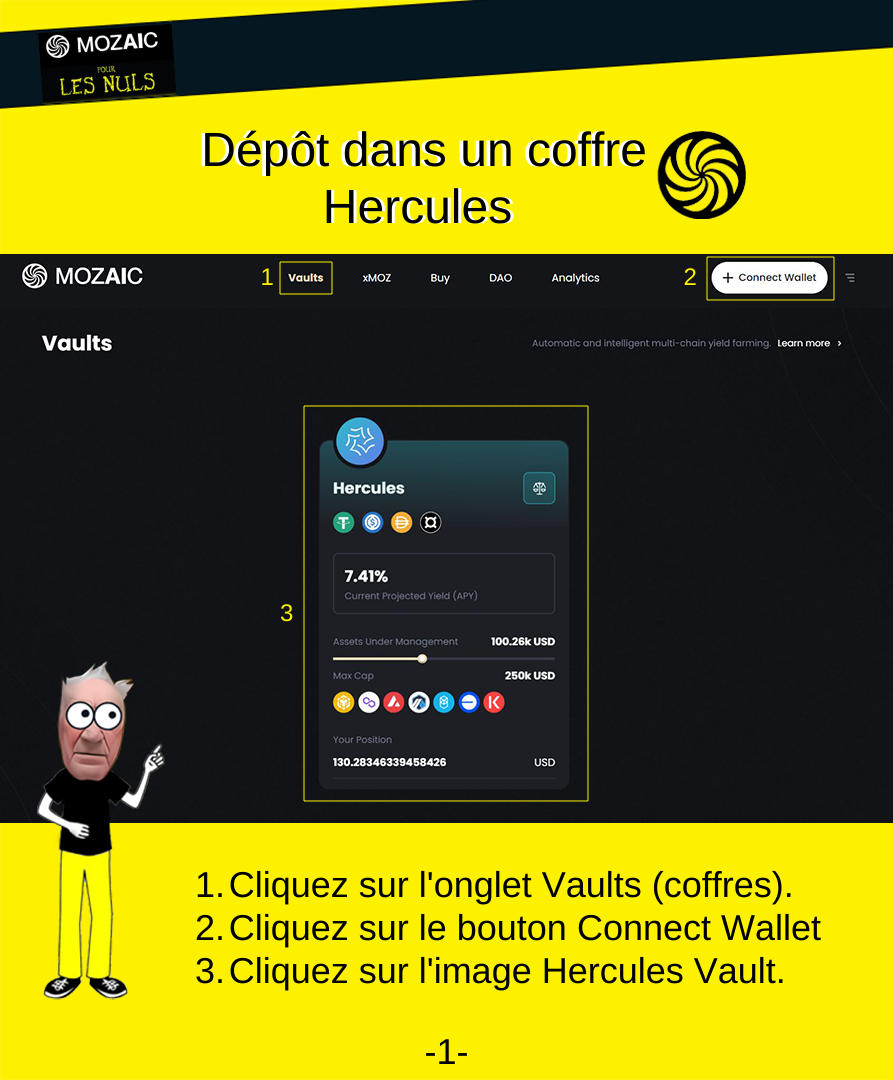 MOZAIC
POUR
LES NULS
Dépôt dans un coffre
Hercules
MOZAIC
1 Vaults xMOZ Buy DAO Analytics 2 + Connect Wallet
Vaults
Automatic and intelligent multi-chain yield farming. Learn more ›
Hercules
7.41%
Current Projected Yield (APY)
3
Assets Under Management 100.26k USD
Max Cap 250k USD
Your Position
130.28346339458426 USD
1. Cliquez sur l'onglet Vaults (coffres).
2. Cliquez sur le bouton Connect Wallet
3. Cliquez sur l'image Hercules Vault.
-1-